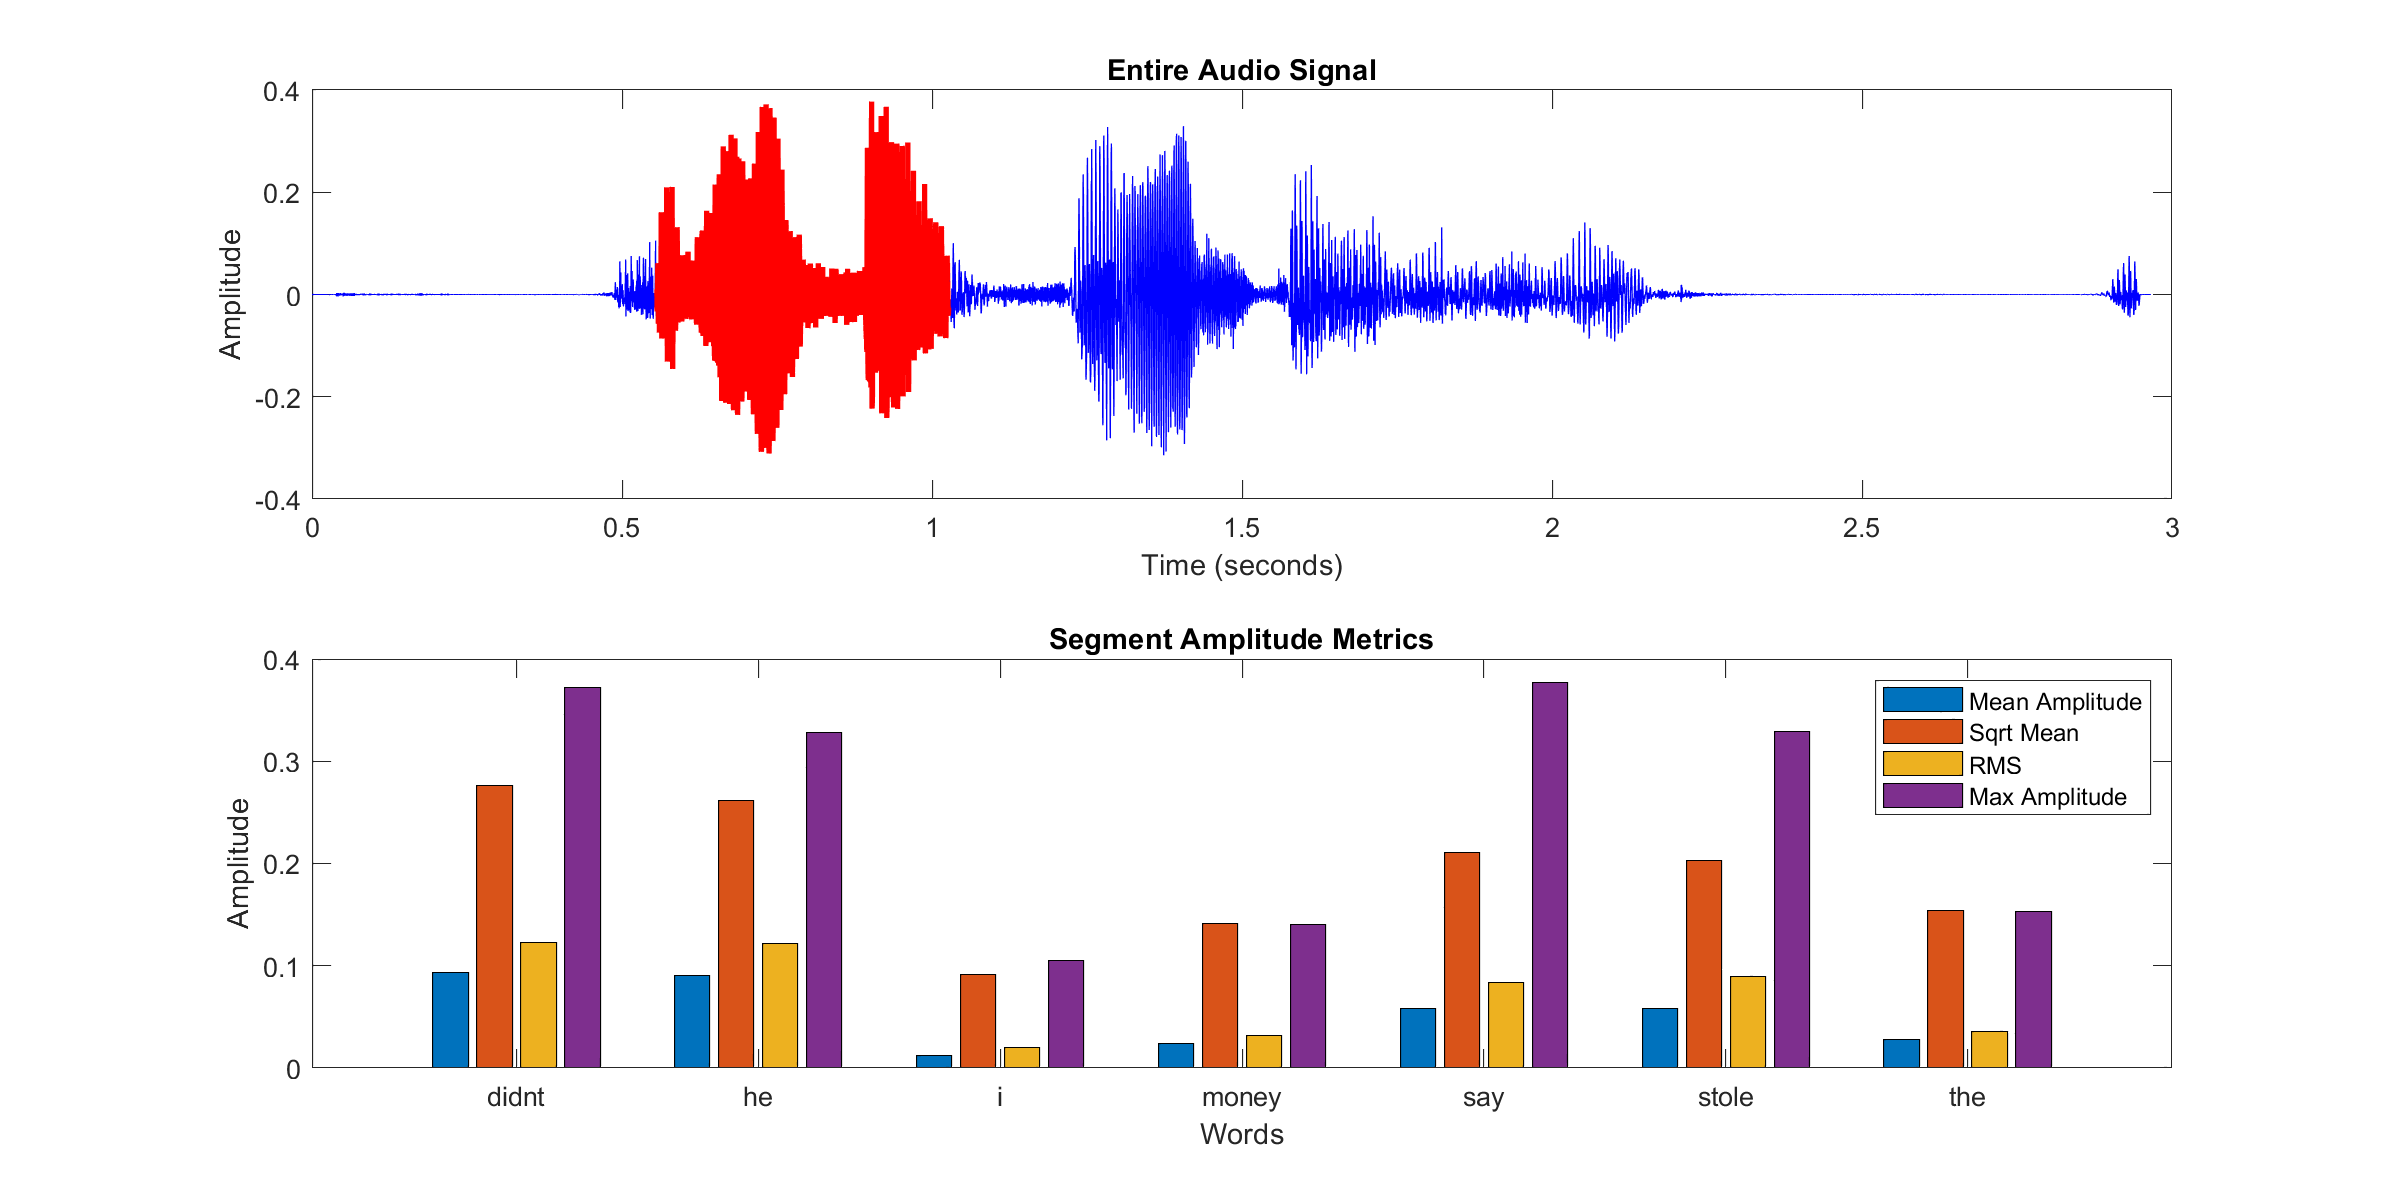 Entire Audio Signal
0.4
0.2
0
-0.2
-0.4
Amplitude
0 0.5 1 1.5 2 2.5 3
Time (seconds)
Segment Amplitude Metrics
0.4
0.3
0.2
0.1
0
Amplitude
Mean Amplitude
Sqrt Mean
RMS
Max Amplitude
didnt he i money say stole the
Words